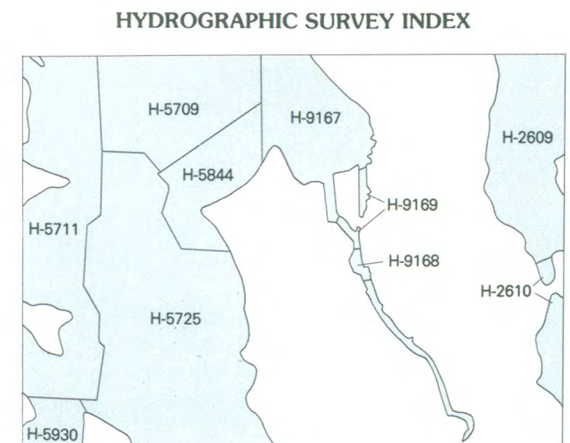 HYDROGRAPHIC SURVEY INDEX
H-5709
H-9167
H-2609
H-5844
H-9169
H-5711
H-9168
H-2610
H-5725
H-5930